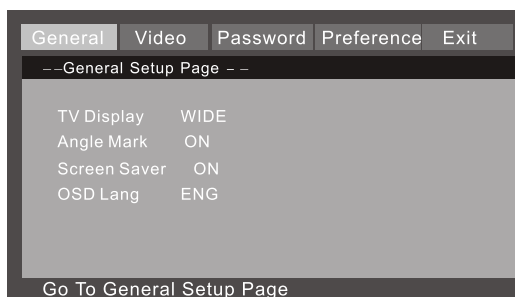 General Video Password Preference Exit
--General Setup Page – –
TV Display WIDE
Angle Mark ON
Screen Saver ON
OSD Lang ENG
Go To General Setup Page